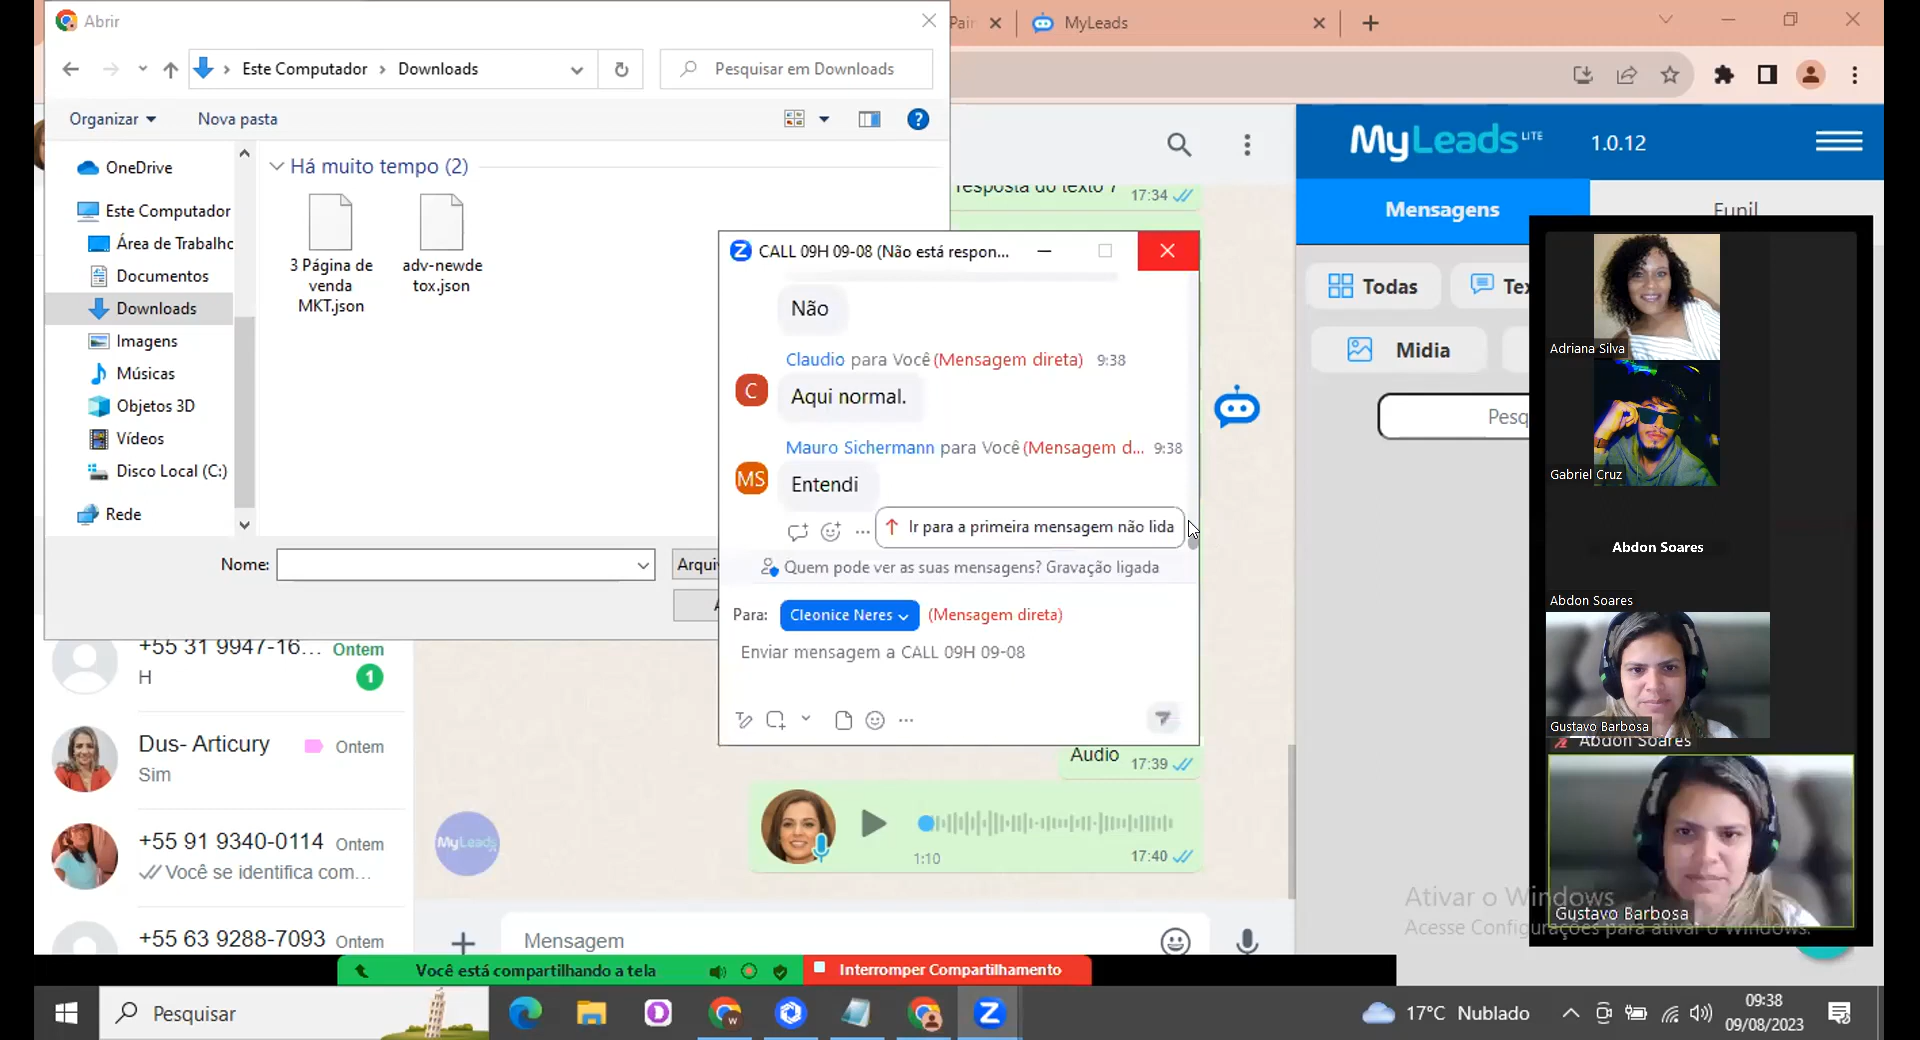 Abrir
Este Computador
Downloads
Pesquisar em Downloads
Organizar
Nova pasta
OneDrive
Este Computador
Área de Trabalho
Documentos
Downloads
Imagens
Músicas
Objetos 3D
Vídeos
Disco Local (C:)
Rede
Há muito tempo (2)
3 Página de
venda
MKT.json
adv-newde
tox.json
Nome:
MyLeads
MyLeads LITE
1.0.12
Mensagens
Funil
Todas
Midia
17:34
CALL 09H 09-08 (Não está respon...
Não
Claudio para Você (Mensagem direta) 9:38
C
Aqui normal.
Mauro Sichermann para Você (Mensagem d... 9:38
MS
Entendi
Ir para a primeira mensagem não lida
Quem pode ver as suas mensagens? Gravação ligada
Para: Cleonice Neres (Mensagem direta)
Enviar mensagem a CALL 09H 09-08
Adriana Silva
Gabriel Cruz
Abdon Soares
Abdon Soares
Gustavo Barbosa
Abdon Soares
Gustavo Barbosa
+55 31 9947-16... Ontem
H
1
Dus- Articury Ontem
Sim
+55 91 9340-0114 Ontem
Você se identifica com...
+55 63 9288-7093 Ontem
MyLeads
Audio 17:39
1:10 17:40
Mensagem
Ativar o Windows
Acesse Configurações para ativar o Windows.
Você está compartilhando a tela
Interromper Compartilhamento
Pesquisar
17°C Nublado
09:38
09/08/2023